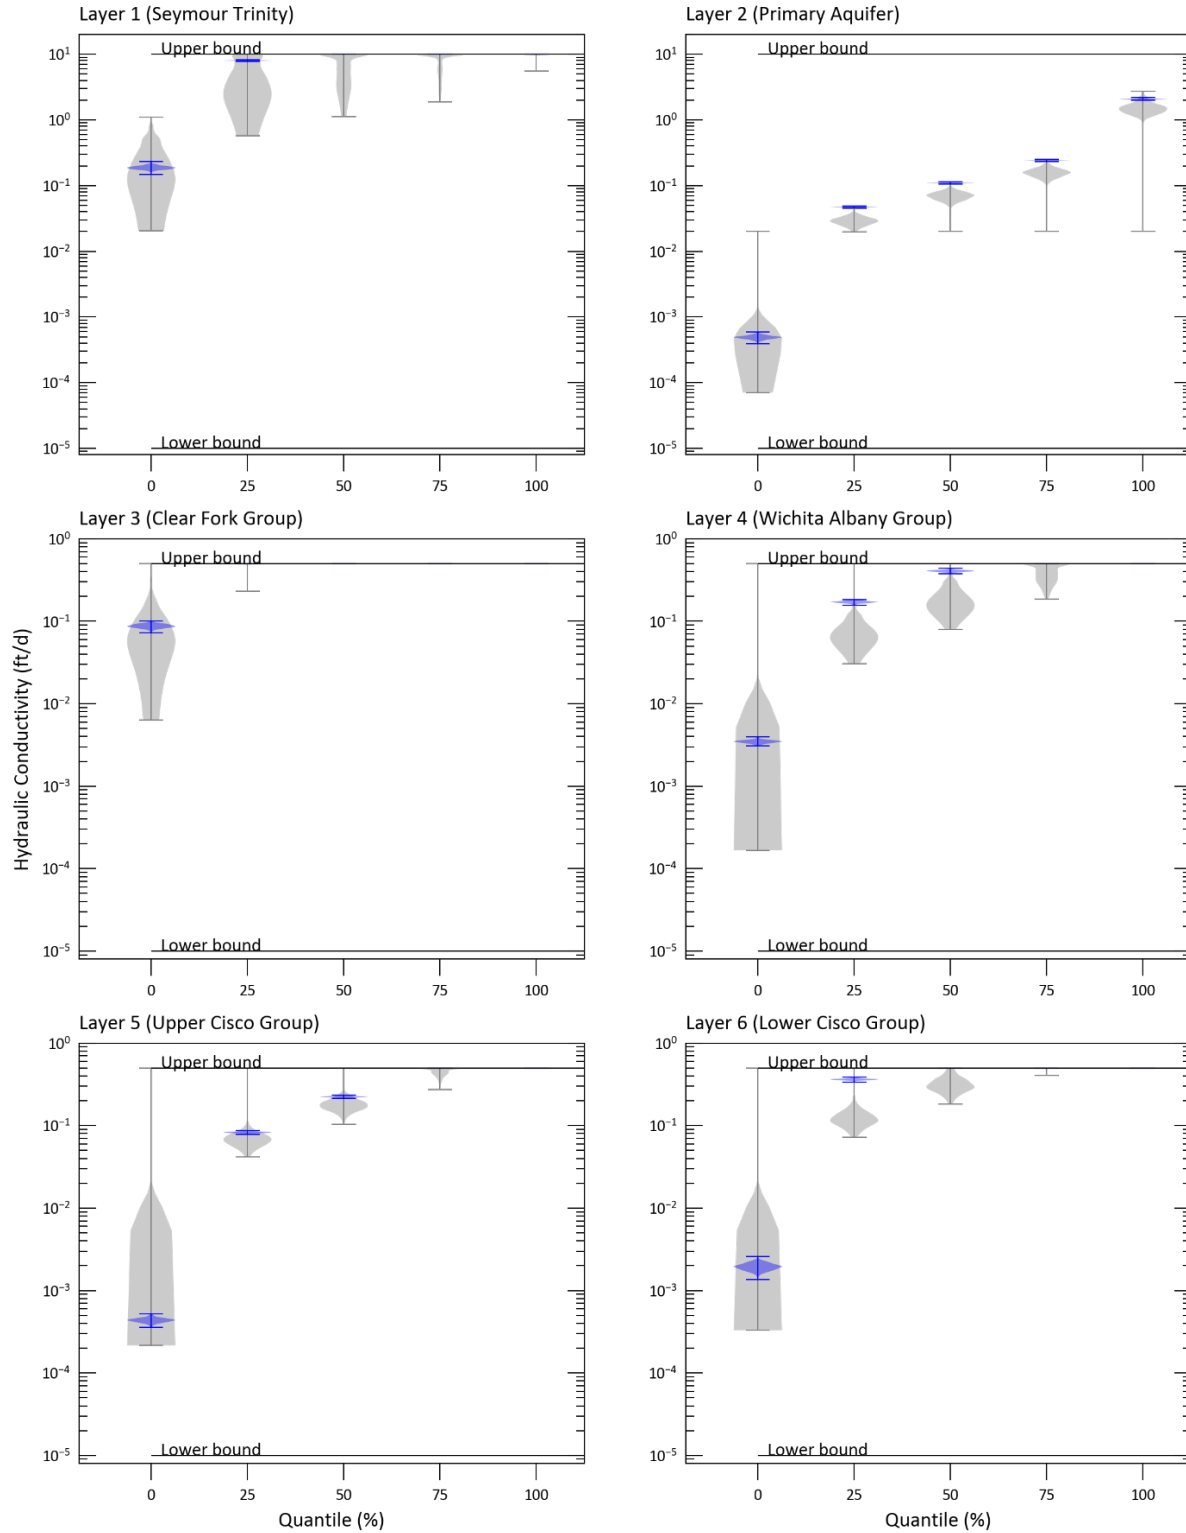 Layer 1 (Seymour Trinity)
Upper bound
10¹
10⁰
10⁻¹
10⁻²
10⁻³
10⁻⁴
10⁻⁵
Lower bound
0 25 50 75 100
Layer 2 (Primary Aquifer)
Upper bound
10¹
10⁰
10⁻¹
10⁻²
10⁻³
10⁻⁴
10⁻⁵
Lower bound
0 25 50 75 100
Layer 3 (Clear Fork Group)
10⁰
Upper bound
10⁻¹
10⁻²
10⁻³
10⁻⁴
10⁻⁵
Lower bound
0 25 50 75 100
Hydraulic Conductivity (ft/d)
Layer 4 (Wichita Albany Group)
10⁰
Upper bound
10⁻¹
10⁻²
10⁻³
10⁻⁴
10⁻⁵
Lower bound
0 25 50 75 100
Layer 5 (Upper Cisco Group)
10⁰
Upper bound
10⁻¹
10⁻²
10⁻³
10⁻⁴
10⁻⁵
Lower bound
0 25 50 75 100
Quantile (%)
Layer 6 (Lower Cisco Group)
10⁰
Upper bound
10⁻¹
10⁻²
10⁻³
10⁻⁴
10⁻⁵
Lower bound
0 25 50 75 100
Quantile (%)